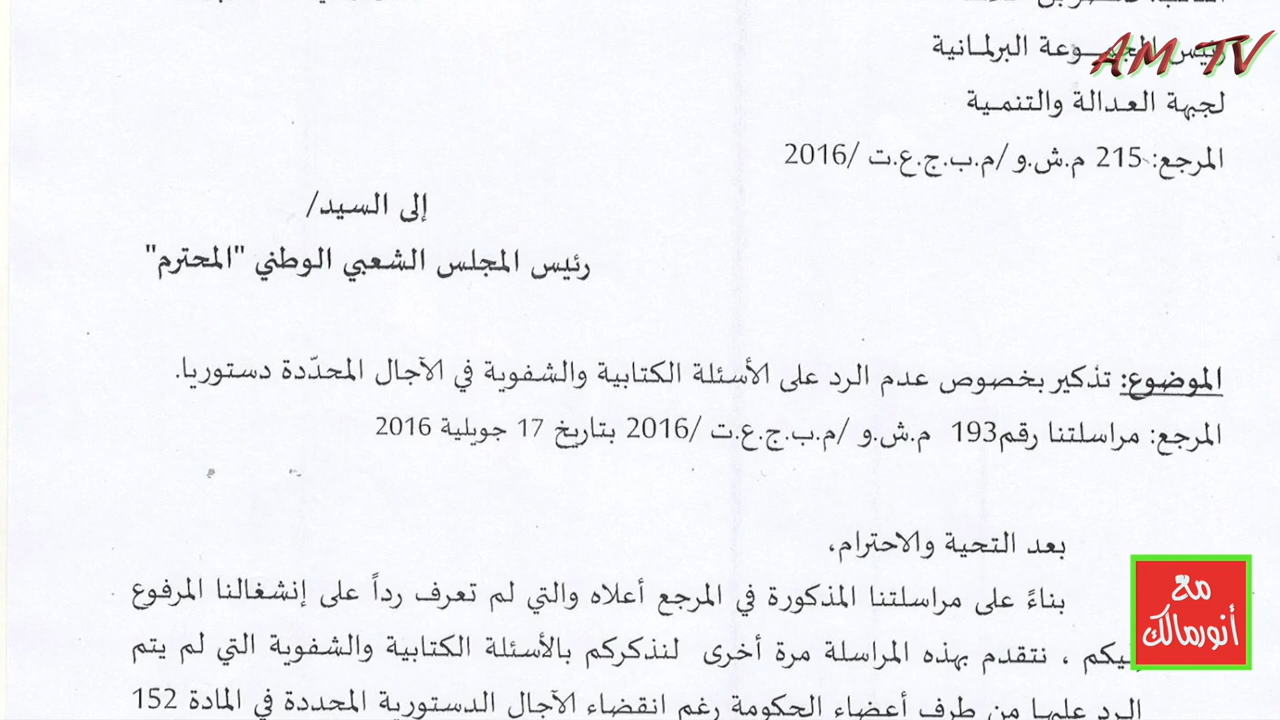 رئيس المجموعة البرلمانية
AM TV
لجبهة العدالة والتنمية
المرجع: 215 م.ش.و /م.ب.ج.ع.ت /2016
إلى السيد/
رئيس المجلس الشعبي الوطني "المحترم"
الموضوع: تذكير بخصوص عدم الرد على الأسئلة الكتابية والشفوية في الآجال المحدّدة دستوريا.
المرجع: مراسلتنا رقم193 م.ش.و /م.ب.ج.ع.ت /2016 بتاريخ 17 جويلية 2016
بعد التحية والاحترام،
بناءً على مراسلتنا المذكورة في المرجع أعلاه والتي لم تعرف رداً على إنشغالنا المرفوع
إليكم ، نتقدم بهذه المراسلة مرة أخرى لنذكركم بالأسئلة الكتابية والشفوية التي لم يتم
الرد عليها من طرف أعضاء الحكومة رغم انقضاء الآجال الدستورية المحددة في المادة 152
مع
أنورمالك